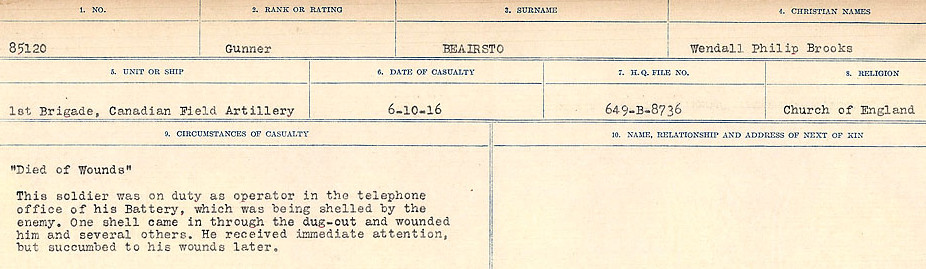 1. NO. 2. RANK OR RATING 3. SURNAME 4. CHRISTIAN NAMES
85120 Gunner BEAIRSTO Wendall Philip Brooks
5. UNIT OR SHIP 6. DATE OF CASUALTY 7. H.Q. FILE NO. 8. RELIGION
1st Brigade, Canadian Field Artillery 6-10-16 649-B-8736 Church of England
9. CIRCUMSTANCES OF CASUALTY 10. NAME, RELATIONSHIP AND ADDRESS OF NEXT OF KIN
"Died of Wounds"
This soldier was on duty as operator in the telephone
office of his Battery, which was being shelled by the
enemy. One shell came in through the dug-out and wounded
him and several others. He received immediate attention,
but succumbed to his wounds later.